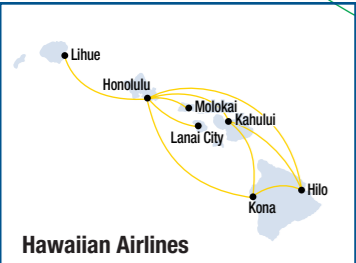 Lihue
Honolulu
Molokai
Kahului
Lanai City
Hilo
Kona
Hawaiian Airlines